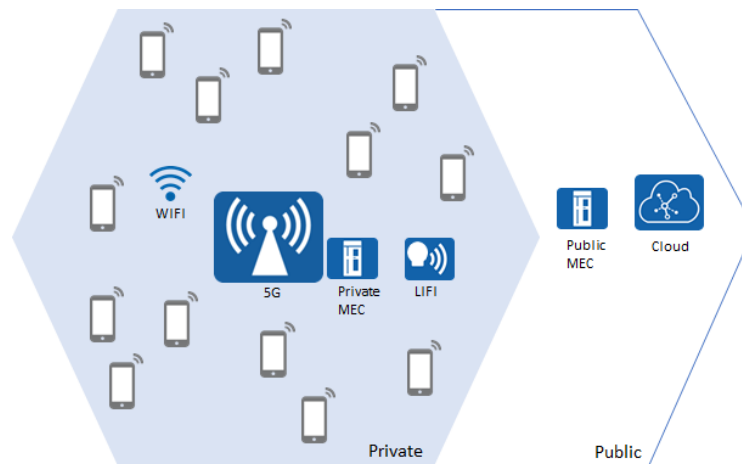 WIFI
5G
Private
MEC
LIFI
Public
MEC
Cloud
Private
Public